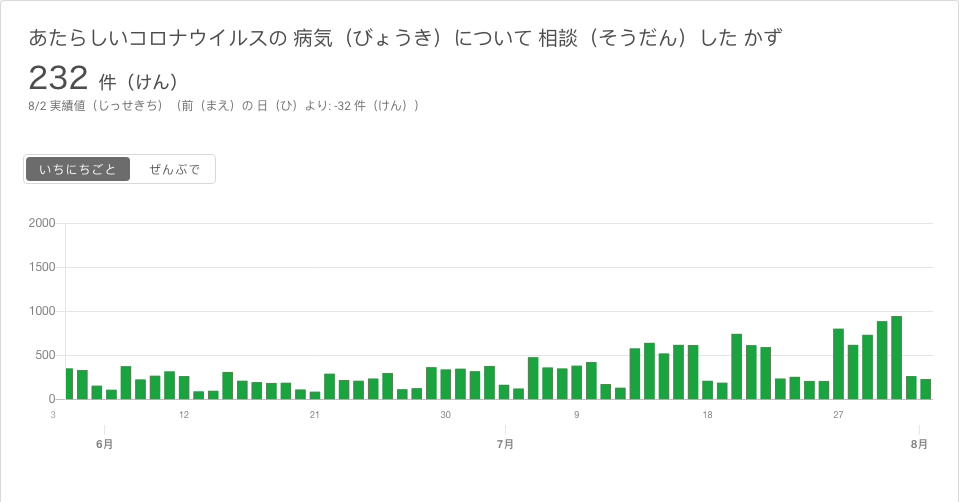 あたらしいコロナウイルスの 病気（びょうき）について 相談（そうだん）した かず
232 件（けん）
8/2 実績値（じっせきち）（前（まえ）の 日（ひ）より: -32 件（けん））
いちにちごと ぜんぶで
2000
1500
1000
500
0
3 12 21 30 9 18 27
6月 7月 8月